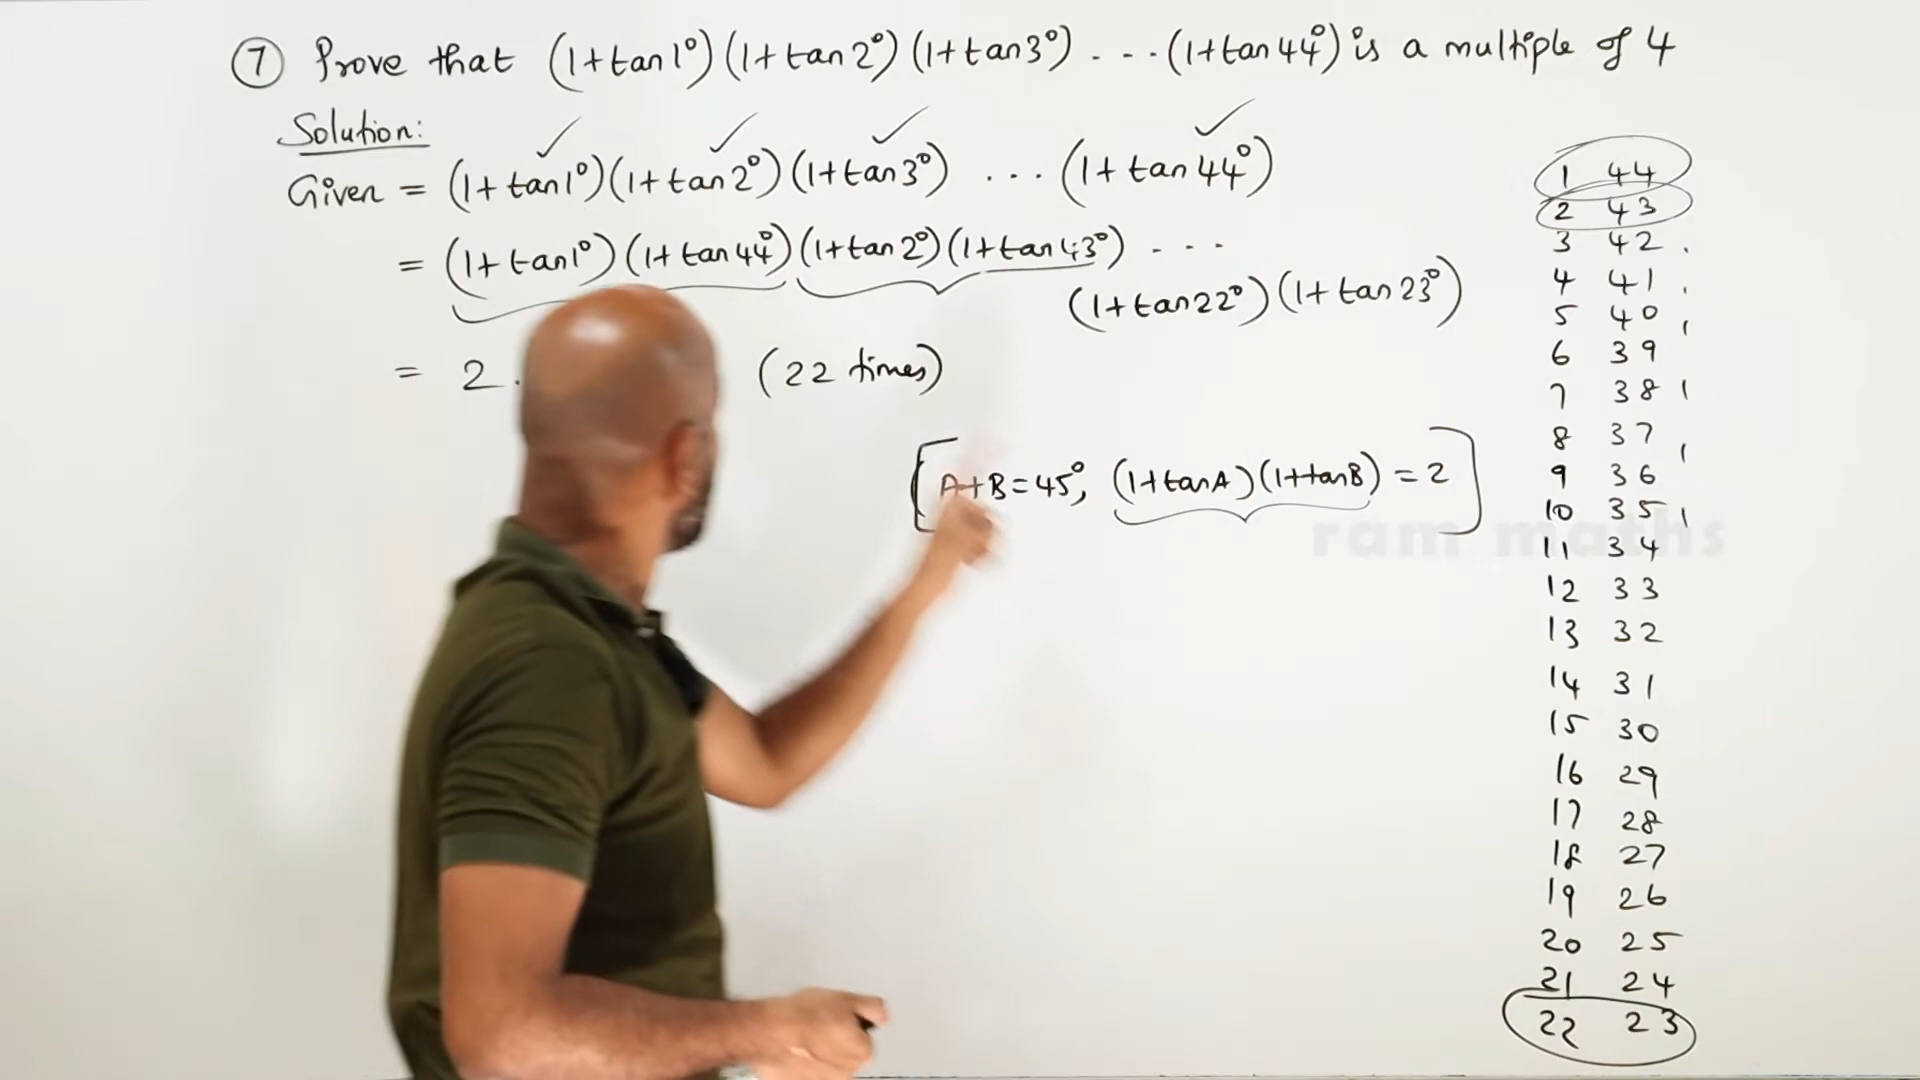 ⑦ Prove that (1+tan1°)(1+tan2°)(1+tan3°) ... (1+tan44°) is a multiple of 4
Solution:
Given = (1+tan1°)(1+tan2°)(1+tan3°) ... (1+tan44°)
= (1+tan1°)(1+tan44°)(1+tan2°)(1+tan43°) ...
(1+tan22°)(1+tan23°)
= 2. (22 times)
[A+B=45°, (1+tanA)(1+tanB) = 2]
ram maths
1 44
2 43
3 42
4 41
5 40
6 39
7 38
8 37
9 36
10 35
11 34
12 33
13 32
14 31
15 30
16 29
17 28
18 27
19 26
20 25
21 24
22 23